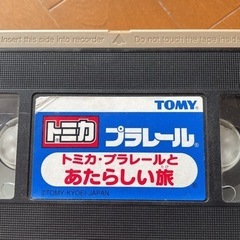 Insert this side into recorder
Do not touch the tape inside
TOMY
トミカ プラレール®
トミカ・プラレールと
あたらしい旅
©TOMY・KYOEI・JAPAN